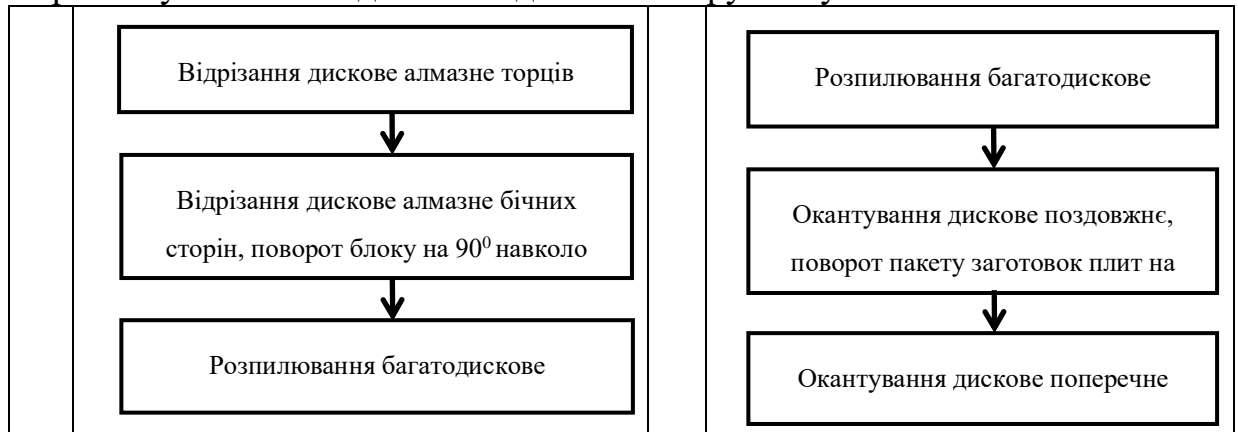 Відрізання дискове алмазне торців
Відрізання дискове алмазне бічних
сторін, поворот блоку на 90⁰ навколо
Розпилювання багатодискове
Розпилювання багатодискове
Окантування дискове поздовжнє,
поворот пакету заготовок плит на
Окантування дискове поперечне